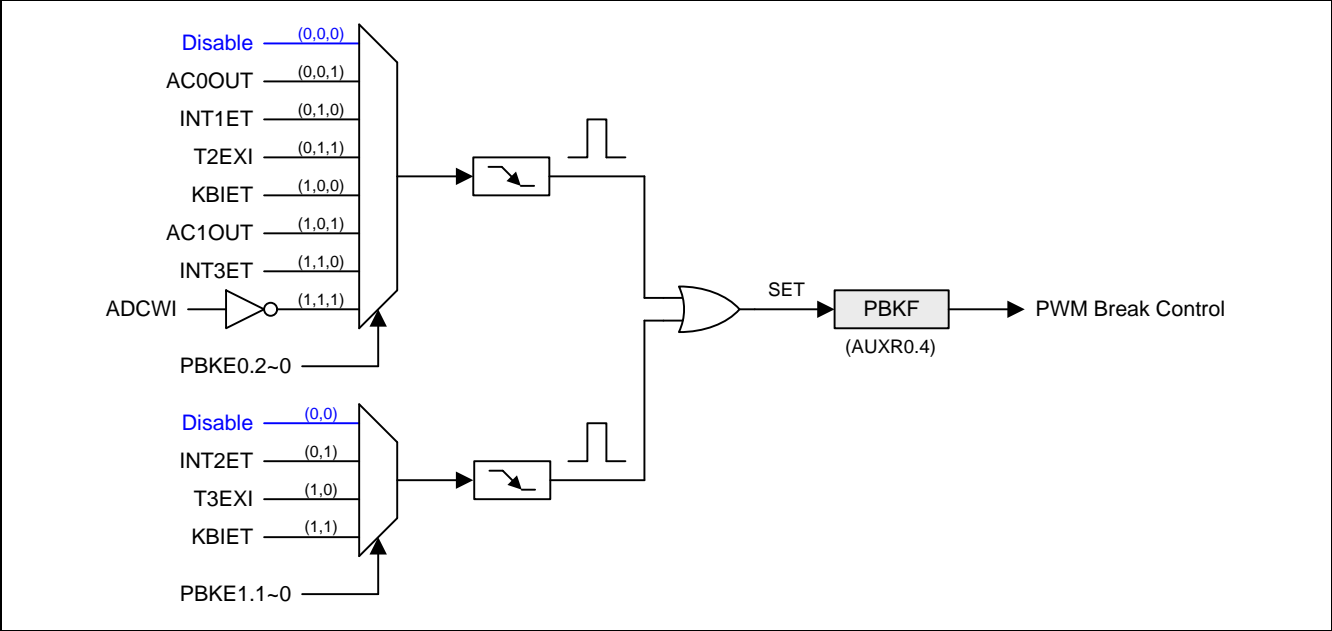 Disable (0,0,0)
AC0OUT (0,0,1)
INT1ET (0,1,0)
T2EXI (0,1,1)
KBIET (1,0,0)
AC1OUT (1,0,1)
INT3ET (1,1,0)
ADCWI (1,1,1)
PBKE0.2~0
SET
PBKF
(AUXR0.4)
PWM Break Control
Disable (0,0)
INT2ET (0,1)
T3EXI (1,0)
KBIET (1,1)
PBKE1.1~0